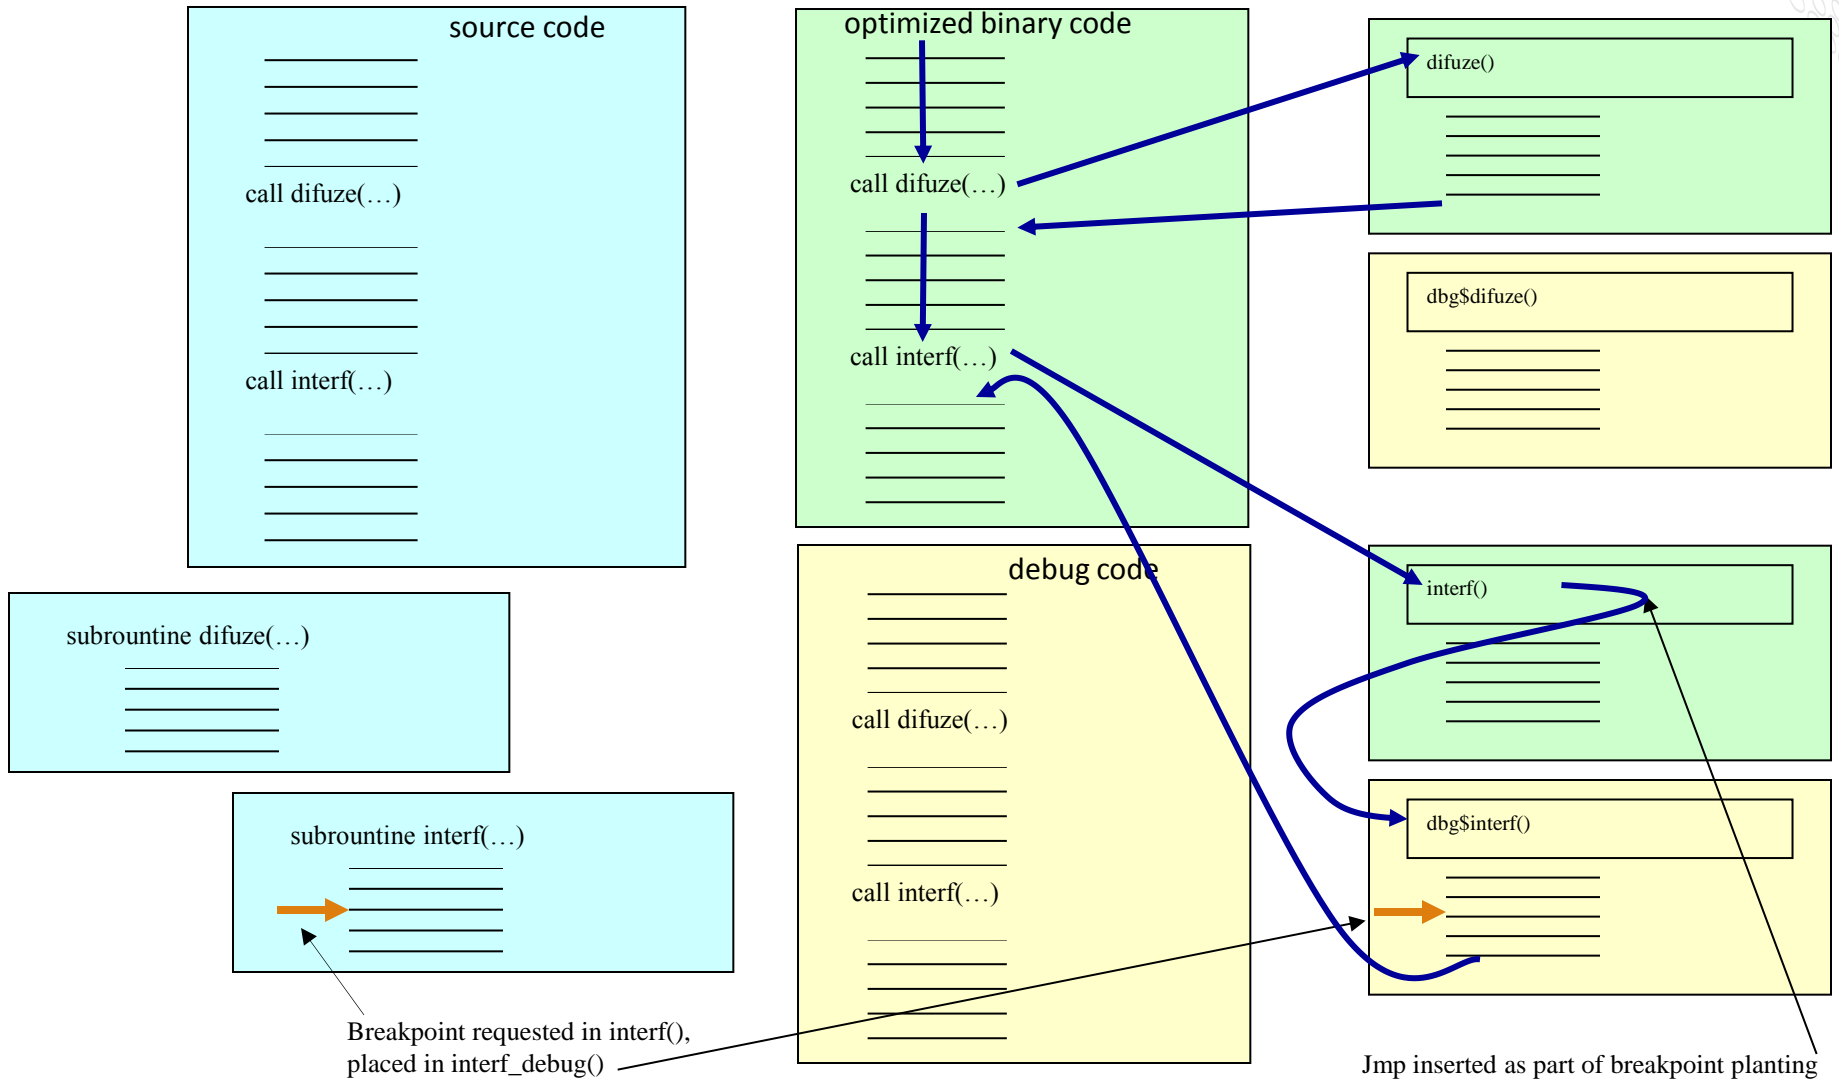 source code
call difuze(…)
call interf(…)
subrountine difuze(…)
subrountine interf(…)
Breakpoint requested in interf(),
placed in interf_debug()
optimized binary code
call difuze(…)
call interf(…)
debug code
call difuze(…)
call interf(…)
difuze()
dbg$difuze()
interf()
dbg$interf()
Jmp inserted as part of breakpoint planting